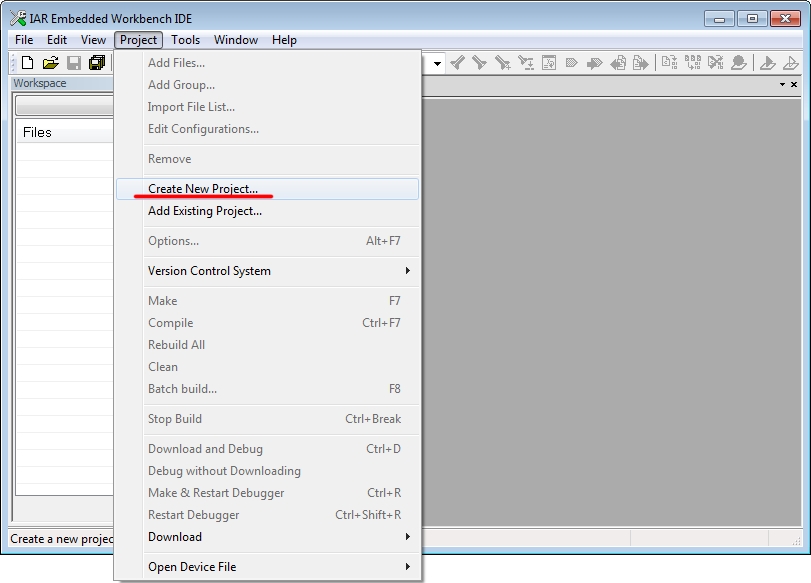 IAR Embedded Workbench IDE
File Edit View Project Tools Window Help
Workspace
Files
Add Files...
Add Group...
Import File List...
Edit Configurations...
Remove
Create New Project...
Add Existing Project...
Options... Alt+F7
Version Control System
Make F7
Compile Ctrl+F7
Rebuild All
Clean
Batch build... F8
Stop Build Ctrl+Break
Download and Debug Ctrl+D
Debug without Downloading
Make & Restart Debugger Ctrl+R
Restart Debugger Ctrl+Shift+R
Download
Open Device File
Create a new projec